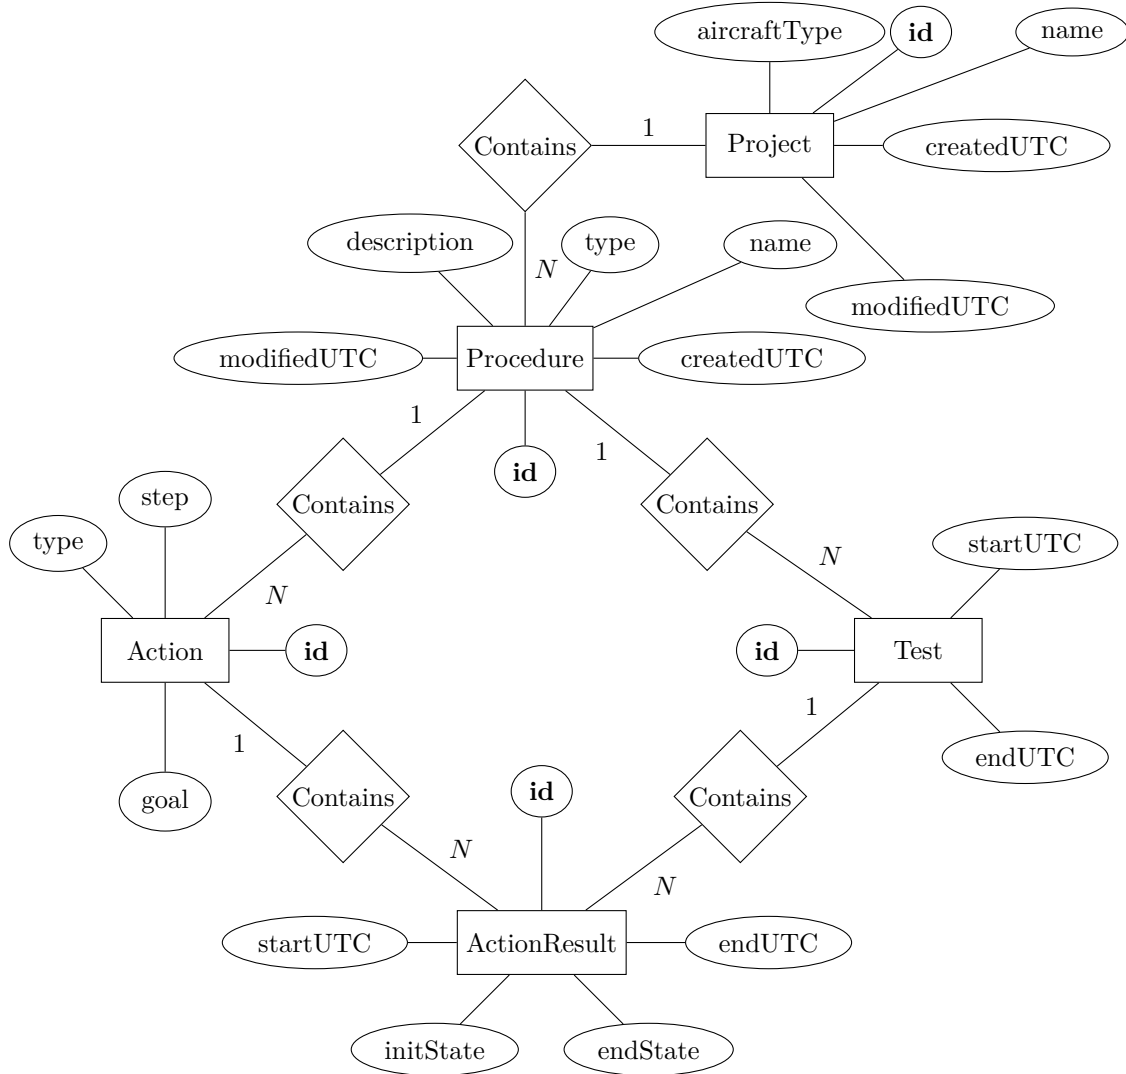 aircraftType
id
name
Contains
1
Project
createdUTC
description
type
name
N
modifiedUTC
modifiedUTC
Procedure
createdUTC
1
1
id
step
Contains
Contains
type
startUTC
N
N
Action
id
id
Test
1
1
endUTC
goal
Contains
id
Contains
N
N
startUTC
ActionResult
endUTC
initState
endState